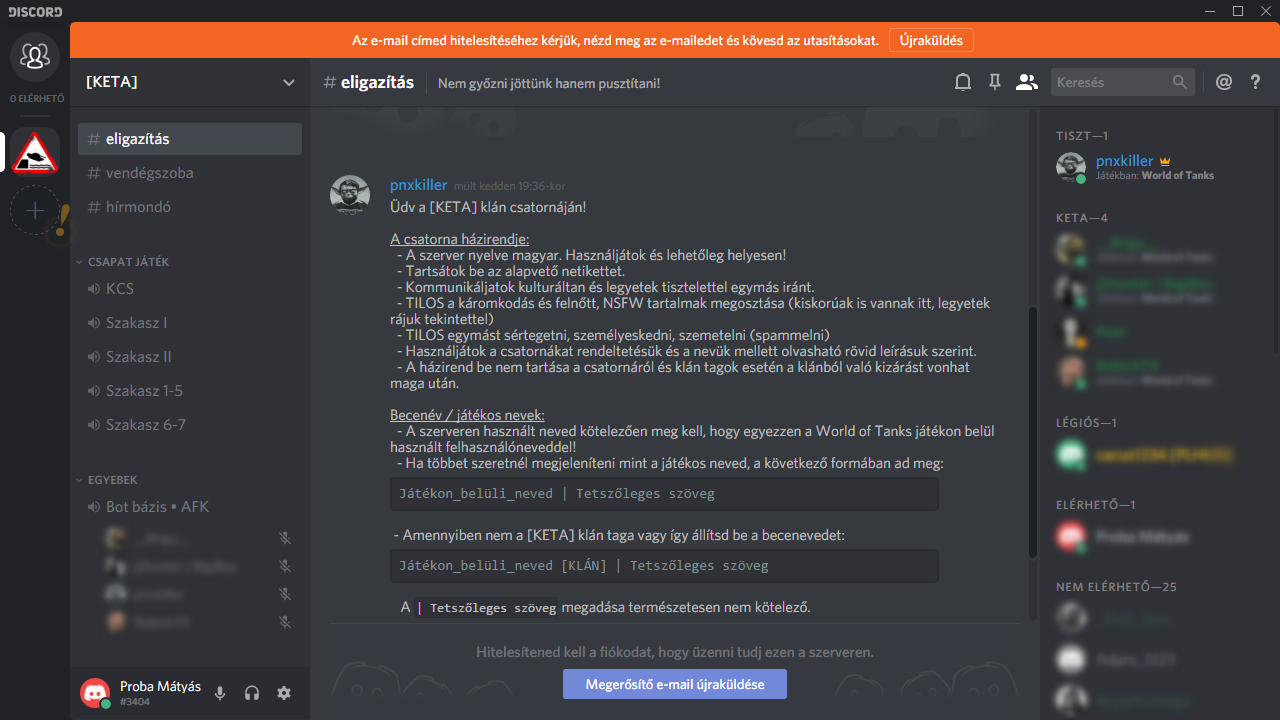 DISCORD
Az e-mail címed hitelesítéséhez kérjük, nézd meg az e-mailedet és kövesd az utasításokat. Újraküldés
0 ELÉRHETŐ
[KETA]
# eligazítás
# vendégszoba
# hírmondó
CSAPAT JÁTÉK
KCS
Szakasz I
Szakasz II
Szakasz 1-5
Szakasz 6-7
EGYEBEK
Bot bázis • AFK
Proba Mátyás
#3404
# eligazítás Nem győzni jöttünk hanem pusztítani!
Keresés
@ ?
pnxkiller múlt kedden 19:36-kor
Üdv a [KETA] klán csatornáján!
A csatorna házirendje:
- A szerver nyelve magyar. Használjátok és lehetőleg helyesen!
- Tartsátok be az alapvető netikettet.
- Kommunikáljatok kulturáltan és legyetek tisztelettel egymás iránt.
- TILOS a káromkodás és felnőtt, NSFW tartalmak megosztása (kiskorúak is vannak itt, legyetek
rájuk tekintettel)
- TILOS egymást sértegetni, személyeskedni, szemetelni (spammelni)
- Használjátok a csatornákat rendeltetésük és a nevük mellett olvasható rövid leírásuk szerint.
- A házirend be nem tartása a csatornáról és klán tagok esetén a klánból való kizárást vonhat
maga után.
Becenév / játékos nevek:
- A szerveren használt neved kötelezően meg kell, hogy egyezzen a World of Tanks játékon belül
használt felhasználóneveddel!
- Ha többet szeretnél megjeleníteni mint a játékos neved, a következő formában ad meg:
Játékon_belüli_neved | Tetszőleges szöveg
- Amennyiben nem a [KETA] klán taga vagy így állítsd be a becenevedet:
Játékon_belüli_neved [KLÁN] | Tetszőleges szöveg
A | Tetszőleges szöveg megadása természetesen nem kötelező.
Hitelesítened kell a fiókodat, hogy üzenni tudj ezen a szerveren.
Megerősítő e-mail újraküldése
TISZT—1
pnxkiller
Játékban: World of Tanks
KETA—4
LÉGIÓS—1
ELÉRHETŐ—1
Proba Mátyás
NEM ELÉRHETŐ—25